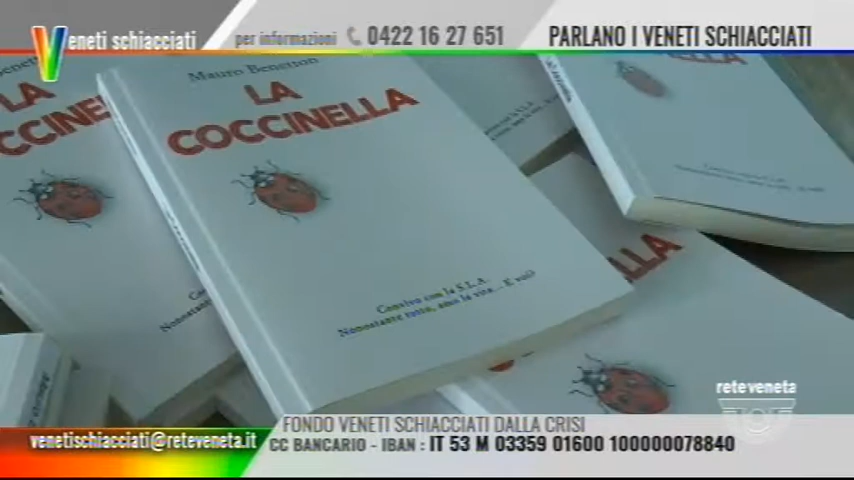 Veneti schiacciati
per informazioni 0422 16 27 651
PARLANO I VENETI SCHIACCIATI
Mauro Benetton
LA
COCCINELLA
Convivo con la S.L.A.
Nonostante tutto, amo la vita... E voi?
CCINELLA
LA
reteveneta
venetischiacciati@reteveneta.it
FONDO VENETI SCHIACCIATI DALLA CRISI
CC BANCARIO - IBAN : IT 53 M 03359 01600 100000078840